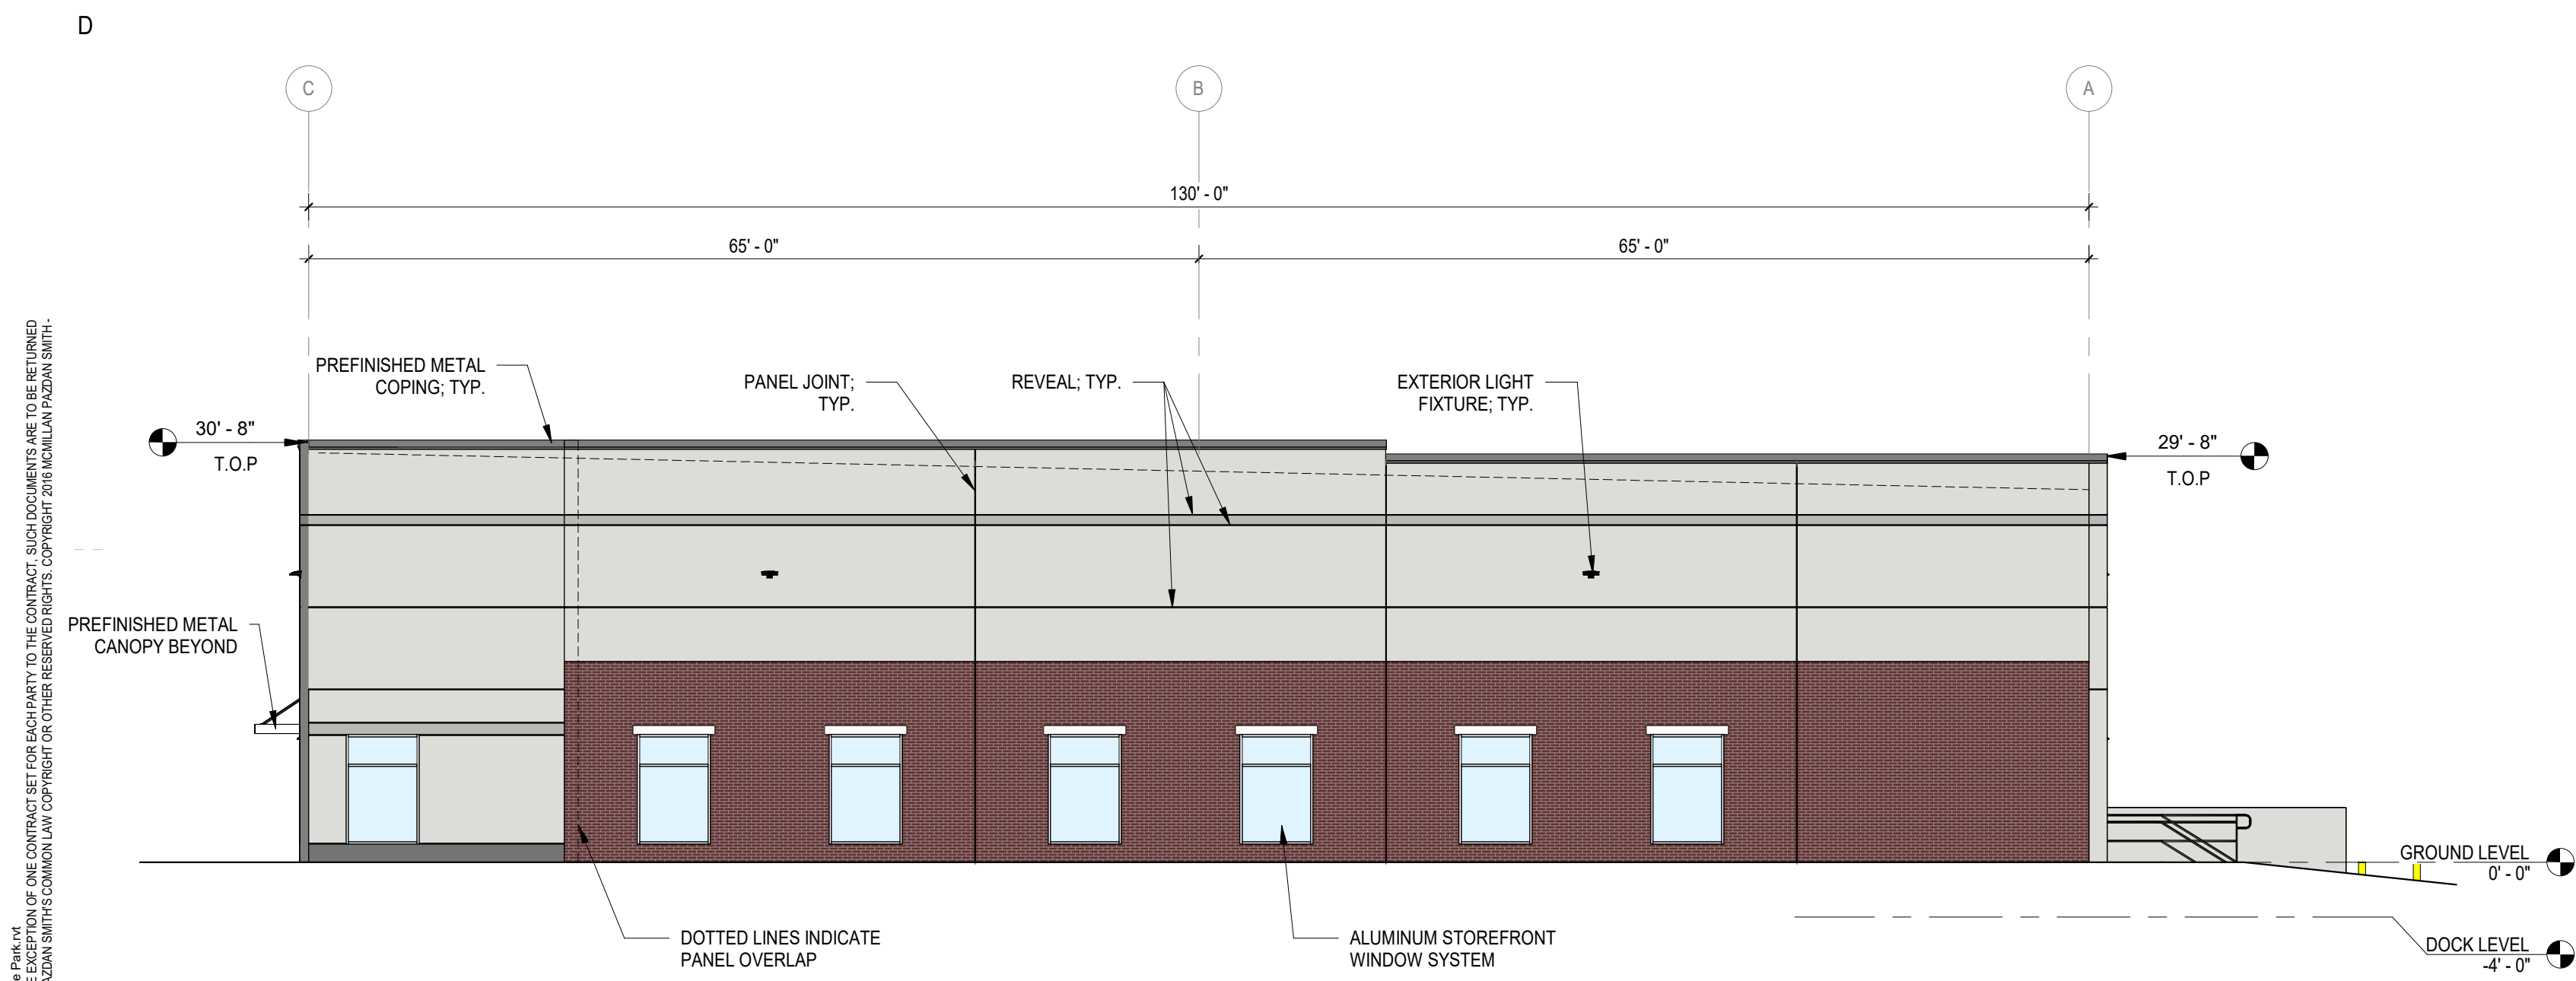 D
C
B
A
130' - 0"
65' - 0"
65' - 0"
PREFINISHED METAL
COPING; TYP.
PANEL JOINT;
TYP.
REVEAL; TYP.
EXTERIOR LIGHT
FIXTURE; TYP.
30' - 8"
T.O.P
29' - 8"
T.O.P
PREFINISHED METAL
CANOPY BEYOND
GROUND LEVEL
0' - 0"
DOTTED LINES INDICATE
PANEL OVERLAP
ALUMINUM STOREFRONT
WINDOW SYSTEM
DOCK LEVEL
-4' - 0"
e Park.rvt
EXCEPTION OF ONE CONTRACT SET FOR EACH PARTY TO THE CONTRACT, SUCH DOCUMENTS ARE TO BE RETURNED
AZDAN SMITH'S COMMON LAW COPYRIGHT OR OTHER RESERVED RIGHTS. COPYRIGHT 2016 MCMILLAN PAZDAN SMITH -